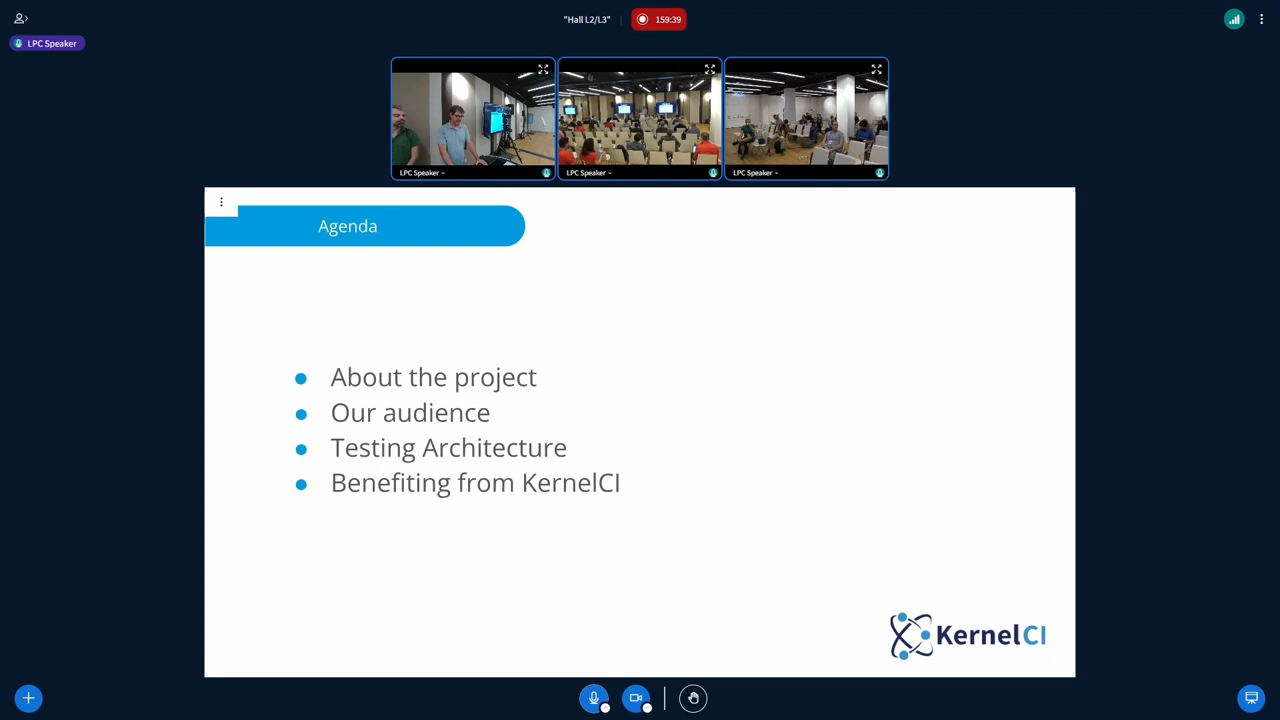 "Hall L2/L3"
159:39
LPC Speaker
LPC Speaker
LPC Speaker
LPC Speaker
Agenda
About the project
Our audience
Testing Architecture
Benefiting from KernelCI
KernelCI